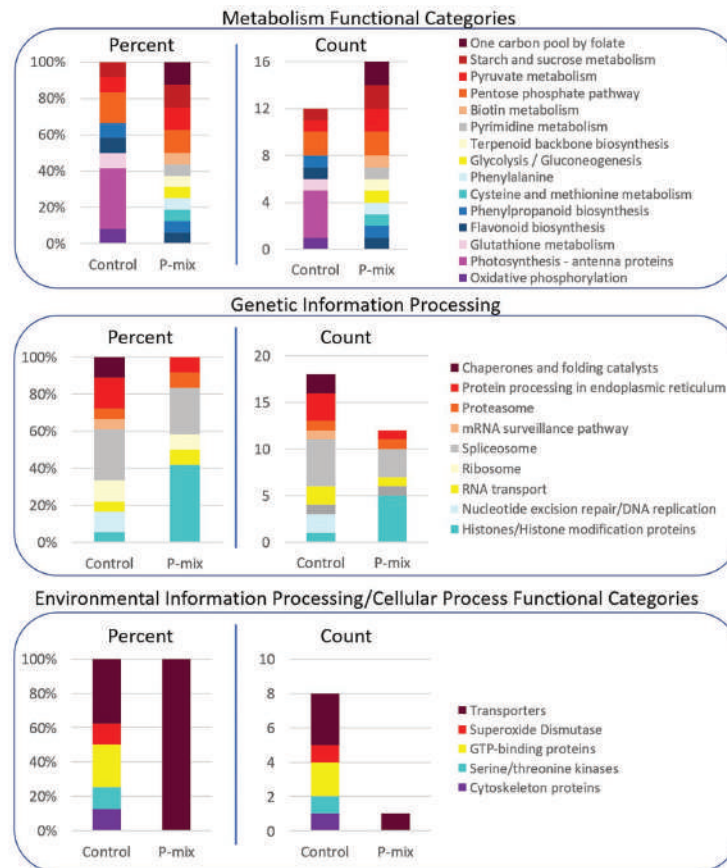 Metabolism Functional Categories
Percent
Count
100%
80%
60%
40%
20%
0%
Control
P-mix
16
12
8
4
0
Control
P-mix
One carbon pool by folate
Starch and sucrose metabolism
Pyruvate metabolism
Pentose phosphate pathway
Biotin metabolism
Pyrimidine metabolism
Terpenoid backbone biosynthesis
Glycolysis / Gluconeogenesis
Phenylalanine
Cysteine and methionine metabolism
Phenylpropanoid biosynthesis
Flavonoid biosynthesis
Glutathione metabolism
Photosynthesis - antenna proteins
Oxidative phosphorylation
Genetic Information Processing
Percent
Count
100%
80%
60%
40%
20%
0%
Control
P-mix
20
15
10
5
0
Control
P-mix
Chaperones and folding catalysts
Protein processing in endoplasmic reticulum
Proteasome
mRNA surveillance pathway
Spliceosome
Ribosome
RNA transport
Nucleotide excision repair/DNA replication
Histones/Histone modification proteins
Environmental Information Processing/Cellular Process Functional Categories
Percent
Count
100%
80%
60%
40%
20%
0%
Control
P-mix
10
8
6
4
2
0
Control
P-mix
Transporters
Superoxide Dismutase
GTP-binding proteins
Serine/threonine kinases
Cytoskeleton proteins